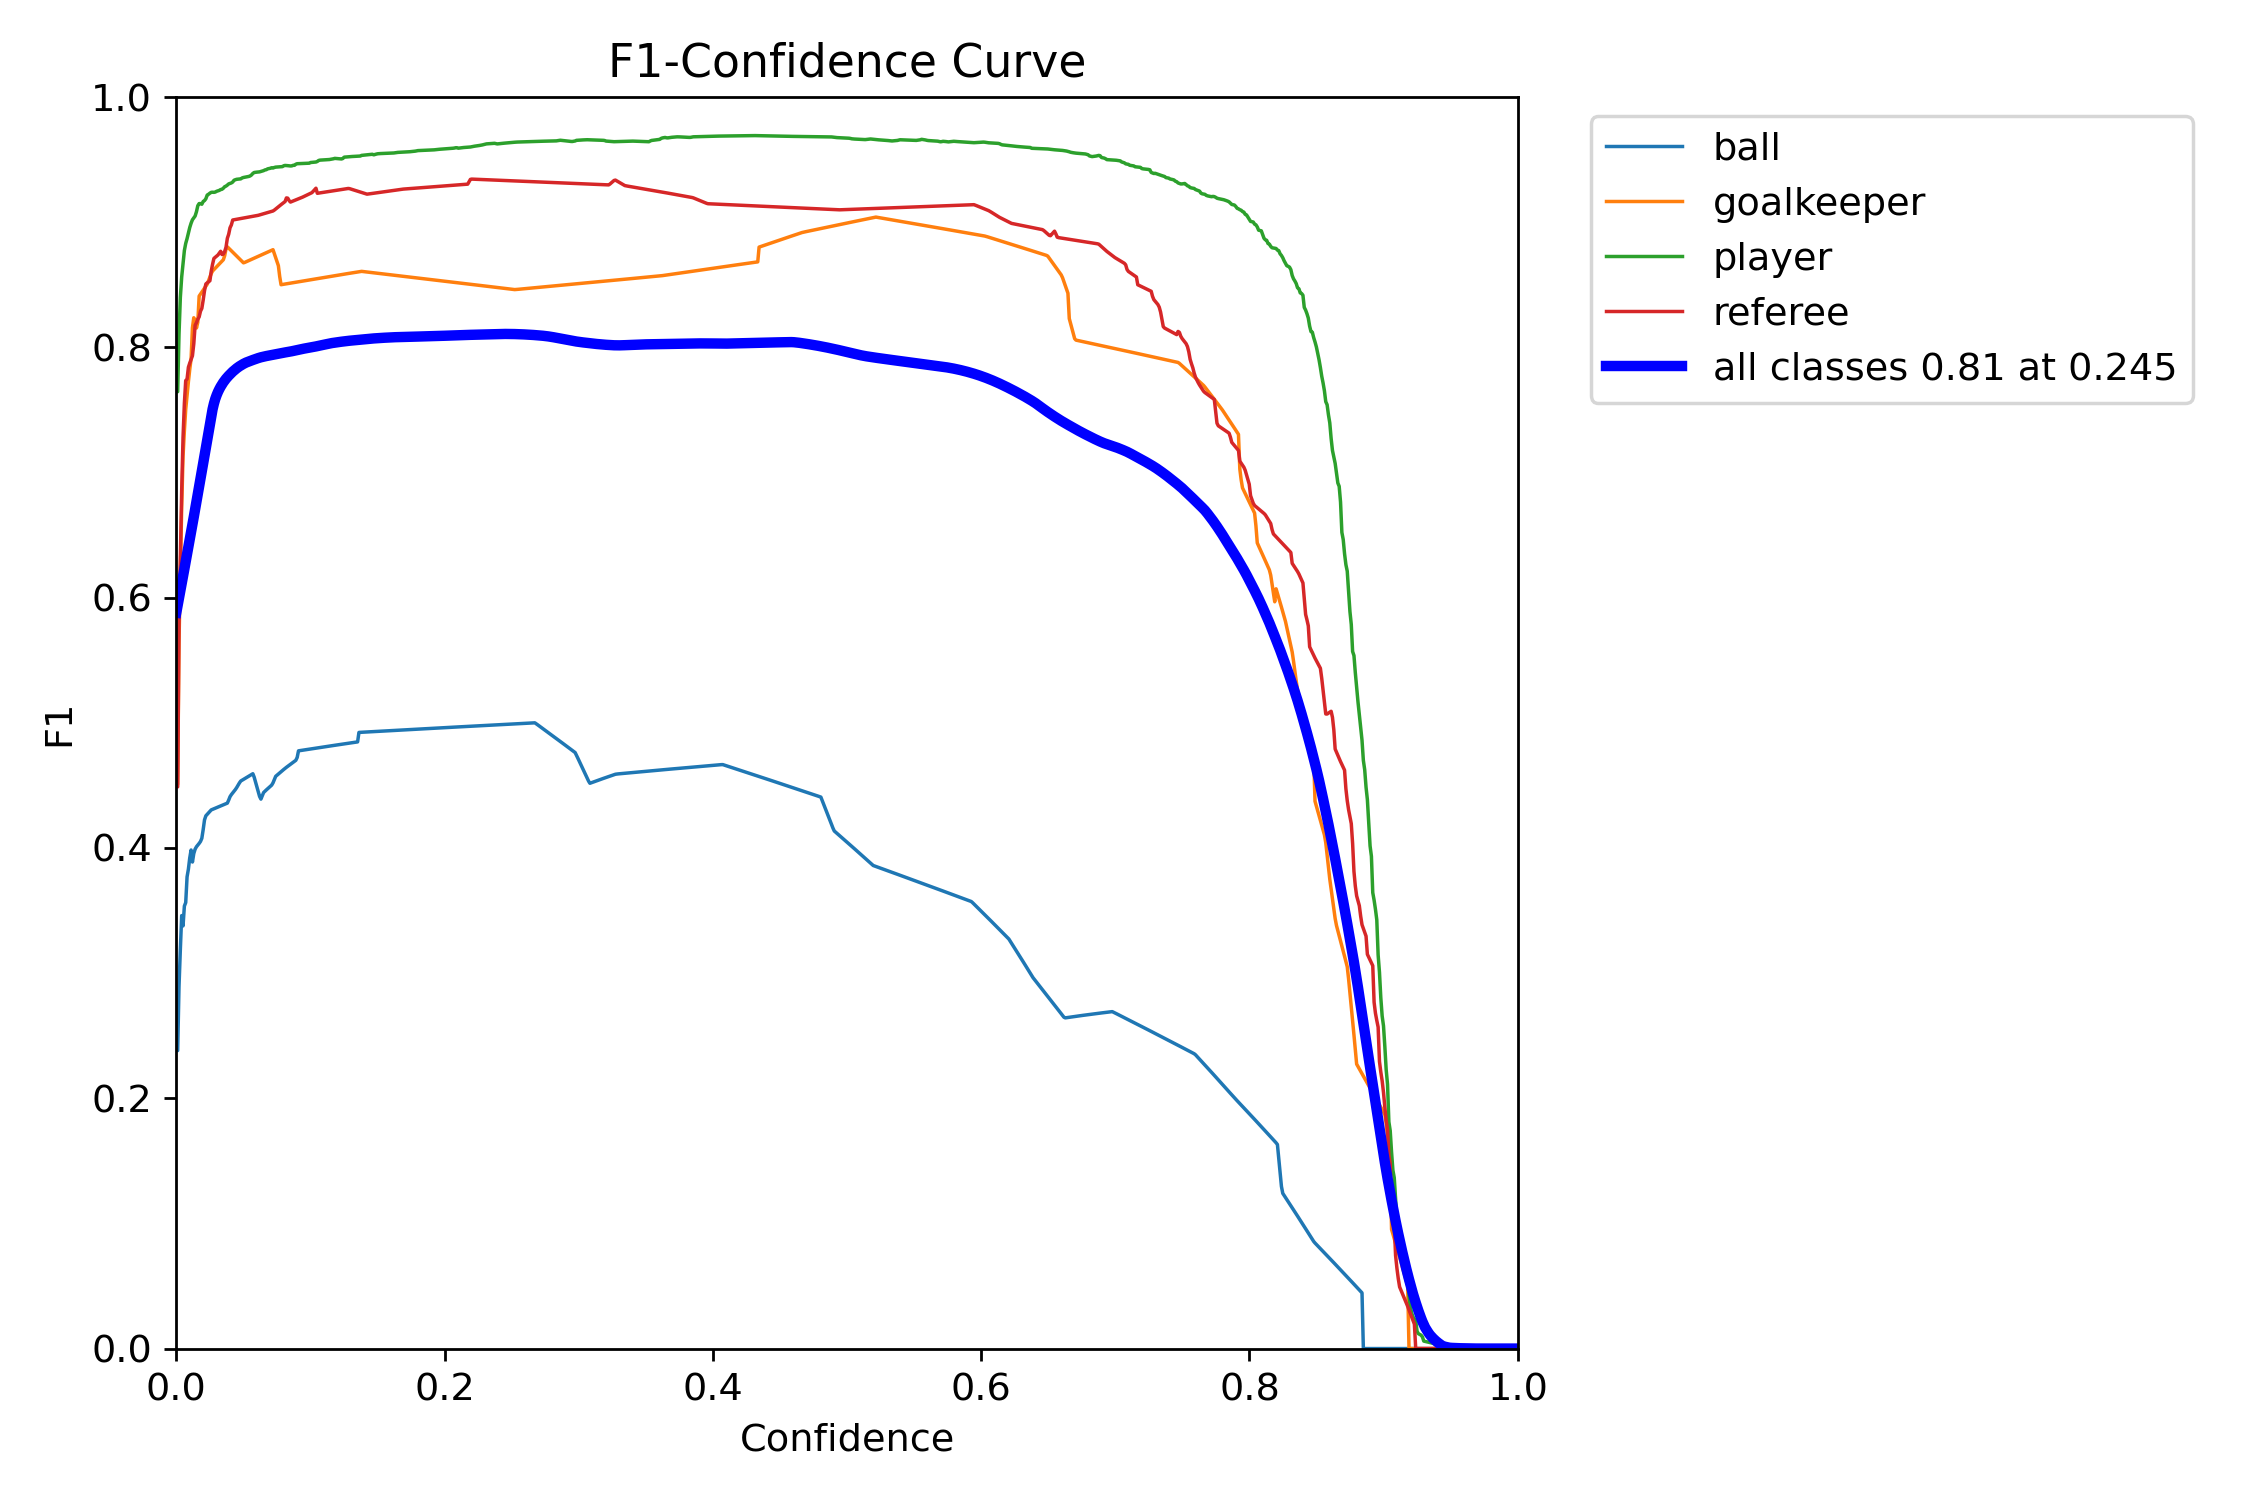 F1-Confidence Curve
1.0
0.8
0.6
0.4
0.2
0.0
F1
0.0 0.2 0.4 0.6 0.8 1.0
Confidence
ball
goalkeeper
player
referee
all classes 0.81 at 0.245